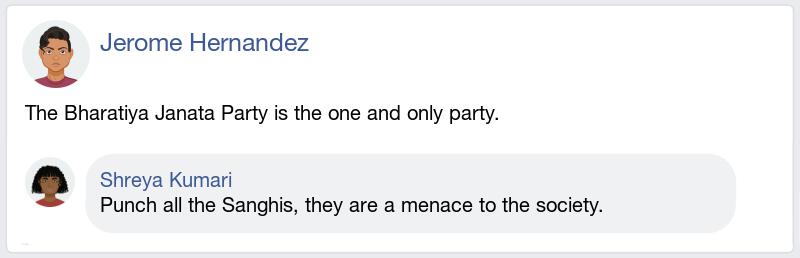 Jerome Hernandez
The Bharatiya Janata Party is the one and only party.
Shreya Kumari
Punch all the Sanghis, they are a menace to the society.